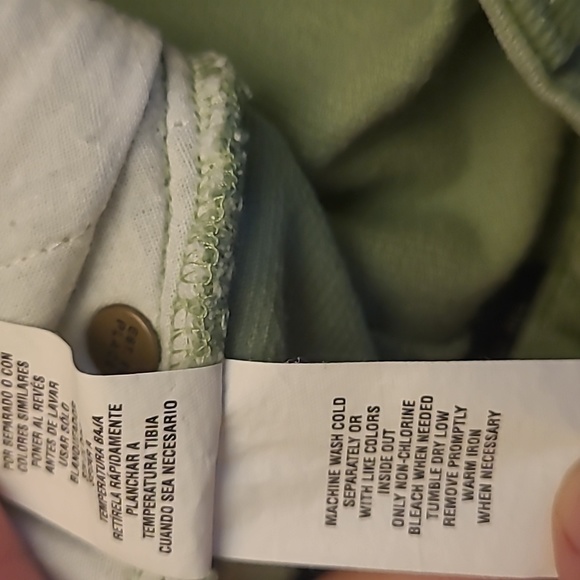 POR SEPARADO O CON
COLORES SIMILARES
PONER AL REVÉS
ANTES DE LAVAR
USAR SÓLO
TEMPERATURA BAJA
RETIRELA RAPIDAMENTE
PLANCHAR A
TEMPERATURA TIBIA
CUANDO SEA NECESARIO
MACHINE WASH COLD
SEPARATELY OR
WITH LIKE COLORS
INSIDE OUT
ONLY NON-CHLORINE
BLEACH WHEN NEEDED
TUMBLE DRY LOW
REMOVE PROMPTLY
WARM IRON
WHEN NECESSARY